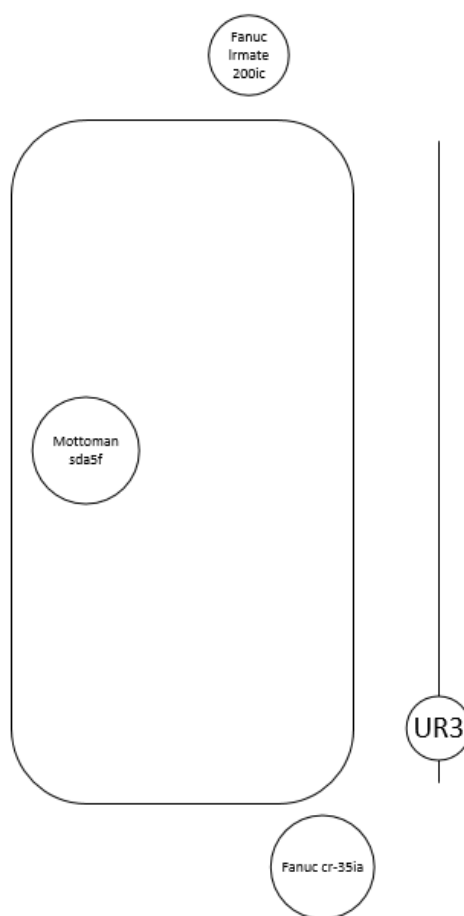 Fanuc
lrmate
200ic
Mottoman
sda5f
UR3
Fanuc cr-35ia